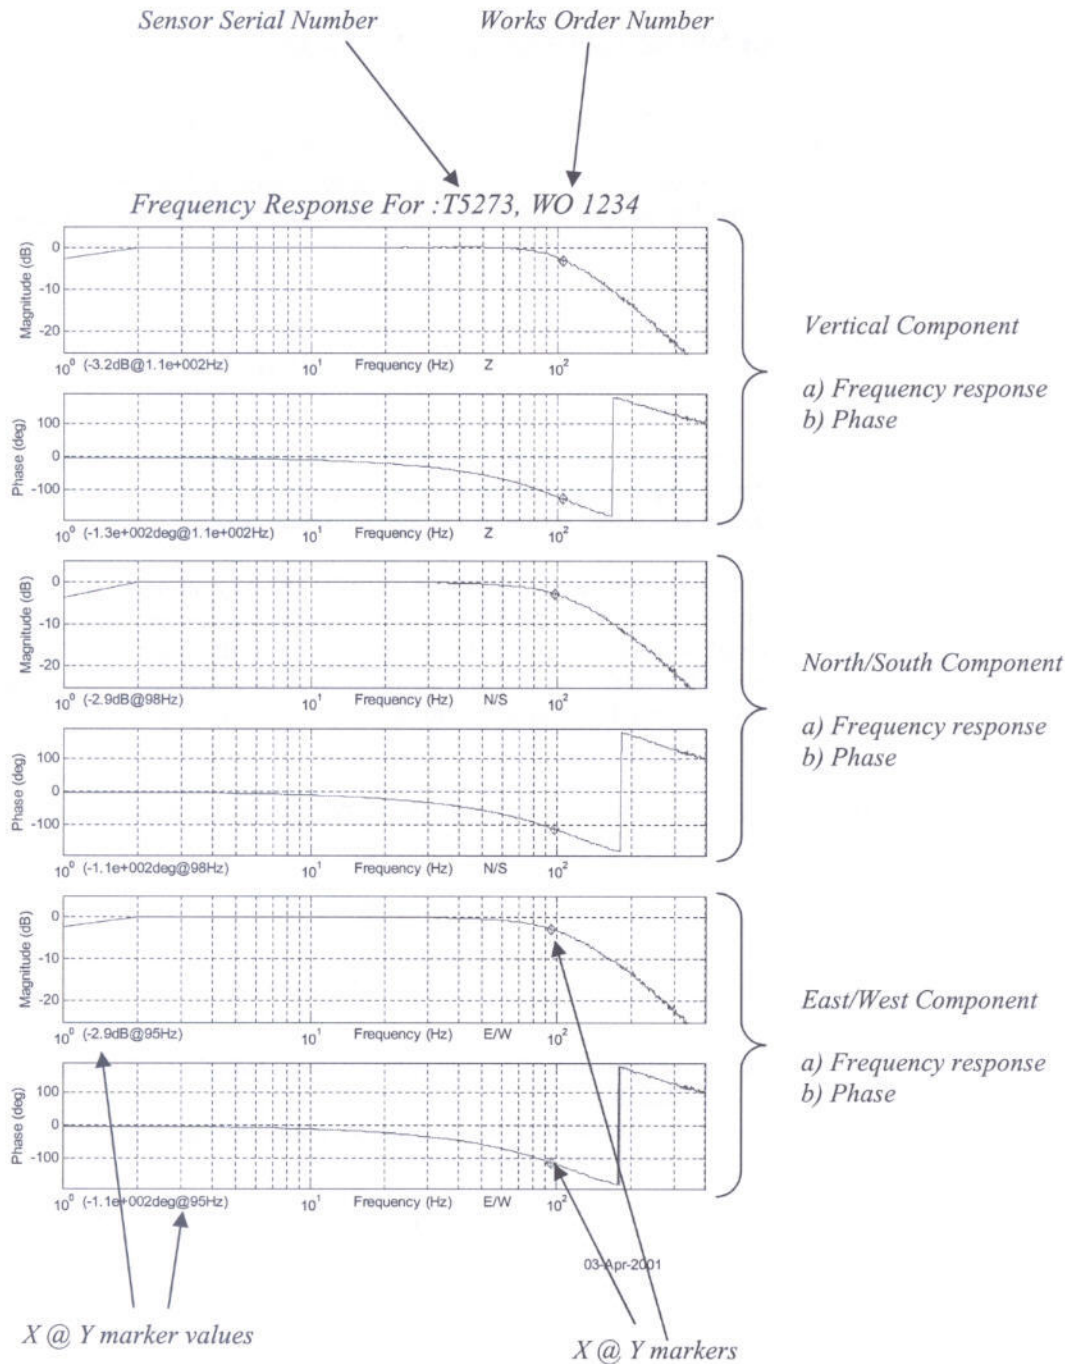 Sensor Serial Number
Works Order Number
Frequency Response For :T5273, WO 1234
Magnitude (dB)
0
-10
-20
10⁰ (-3.2dB@1.1e+002Hz) 10¹ Frequency (Hz) Z 10²
Vertical Component
a) Frequency response
b) Phase
Phase (deg)
100
0
-100
10⁰ (-1.3e+002deg@1.1e+002Hz) 10¹ Frequency (Hz) Z 10²
Magnitude (dB)
0
-10
-20
10⁰ (-2.9dB@98Hz) 10¹ Frequency (Hz) N/S 10²
North/South Component
a) Frequency response
b) Phase
Phase (deg)
100
0
-100
10⁰ (-1.1e+002deg@98Hz) 10¹ Frequency (Hz) N/S 10²
Magnitude (dB)
0
-10
-20
10⁰ (-2.9dB@95Hz) 10¹ Frequency (Hz) E/W 10²
East/West Component
a) Frequency response
b) Phase
Phase (deg)
100
0
-100
10⁰ (-1.1e+002deg@95Hz) 10¹ Frequency (Hz) E/W 10²
03-Apr-2001
X @ Y marker values
X @ Y markers